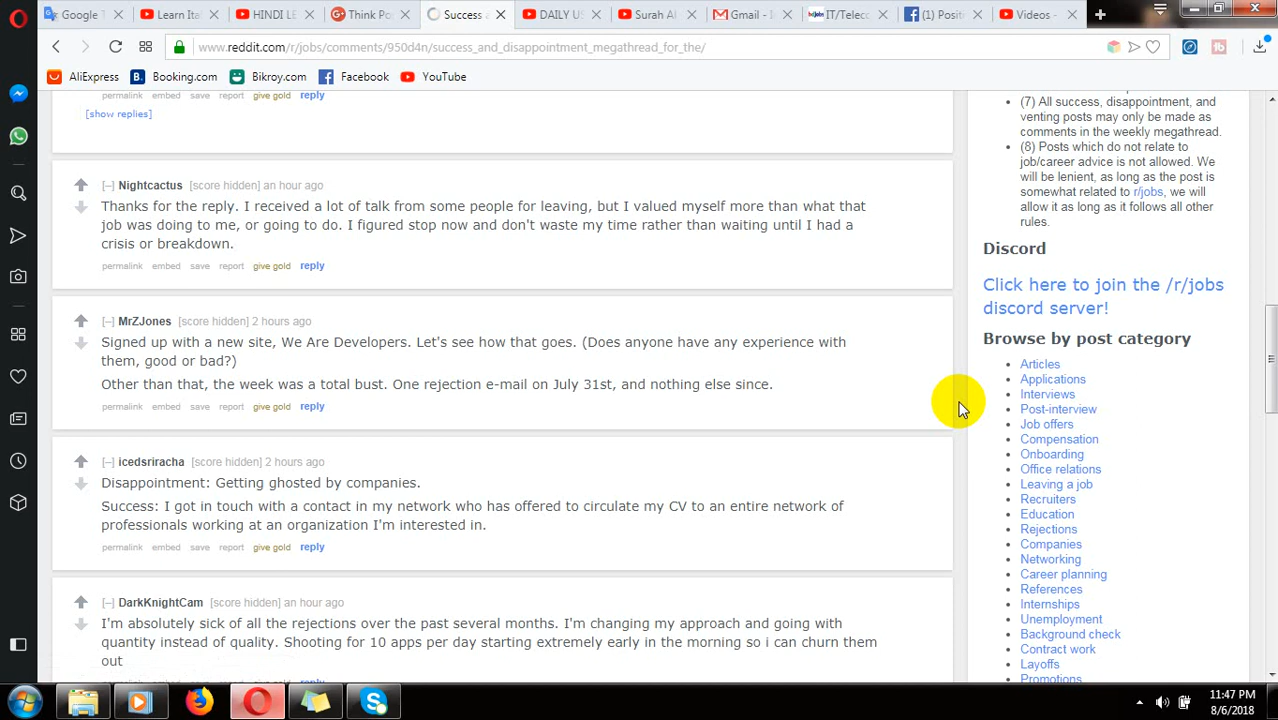 Google T
Learn Ita
HINDI LE
Think Po
Success a
DAILY US
Surah Al
Gmail - I
IT/Teleco
(1) Posti
Videos -
www.reddit.com/r/jobs/comments/950d4n/success_and_disappointment_megathread_for_the/
AliExpress
Booking.com
Bikroy.com
Facebook
YouTube
permalink embed save report give gold reply
[show replies]
[–] Nightcactus [score hidden] an hour ago
Thanks for the reply. I received a lot of talk from some people for leaving, but I valued myself more than what that
job was doing to me, or going to do. I figured stop now and don't waste my time rather than waiting until I had a
crisis or breakdown.
permalink embed save report give gold reply
[–] MrZJones [score hidden] 2 hours ago
Signed up with a new site, We Are Developers. Let's see how that goes. (Does anyone have any experience with
them, good or bad?)
Other than that, the week was a total bust. One rejection e-mail on July 31st, and nothing else since.
permalink embed save report give gold reply
[–] icedsriracha [score hidden] 2 hours ago
Disappointment: Getting ghosted by companies.
Success: I got in touch with a contact in my network who has offered to circulate my CV to an entire network of
professionals working at an organization I'm interested in.
permalink embed save report give gold reply
[–] DarkKnightCam [score hidden] an hour ago
I'm absolutely sick of all the rejections over the past several months. I'm changing my approach and going with
quantity instead of quality. Shooting for 10 apps per day starting extremely early in the morning so i can churn them
out
(7) All success, disappointment, and
venting posts may only be made as
comments in the weekly megathread.
(8) Posts which do not relate to
job/career advice is not allowed. We
will be lenient, as long as the post is
somewhat related to r/jobs, we will
allow it as long as it follows all other
rules.
Discord
Click here to join the /r/jobs
discord server!
Browse by post category
Articles
Applications
Interviews
Post-interview
Job offers
Compensation
Onboarding
Office relations
Leaving a job
Recruiters
Education
Rejections
Companies
Networking
Career planning
References
Internships
Unemployment
Background check
Contract work
Layoffs
Promotions
11:47 PM
8/6/2018